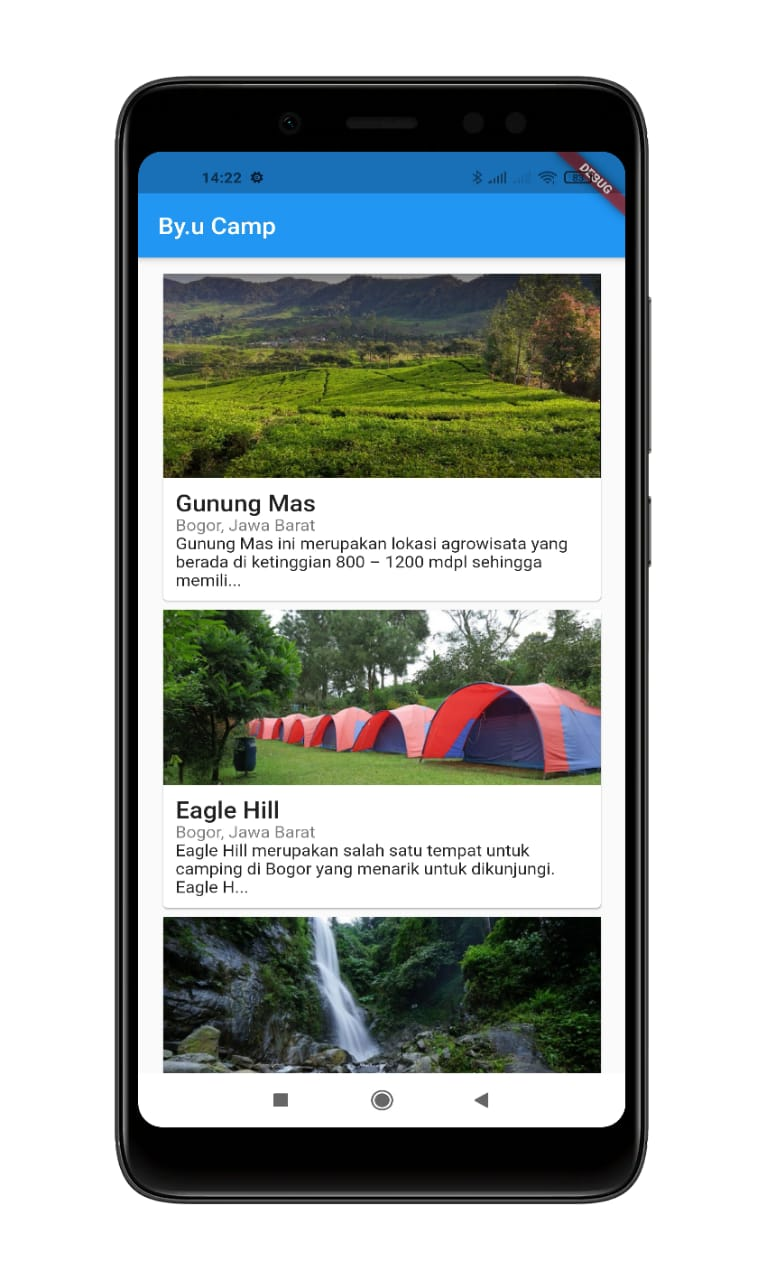 14:22
DEBUG
By.u Camp
Gunung Mas
Bogor, Jawa Barat
Gunung Mas ini merupakan lokasi agrowisata yang
berada di ketinggian 800 – 1200 mdpl sehingga
memili...
Eagle Hill
Bogor, Jawa Barat
Eagle Hill merupakan salah satu tempat untuk
camping di Bogor yang menarik untuk dikunjungi.
Eagle H...